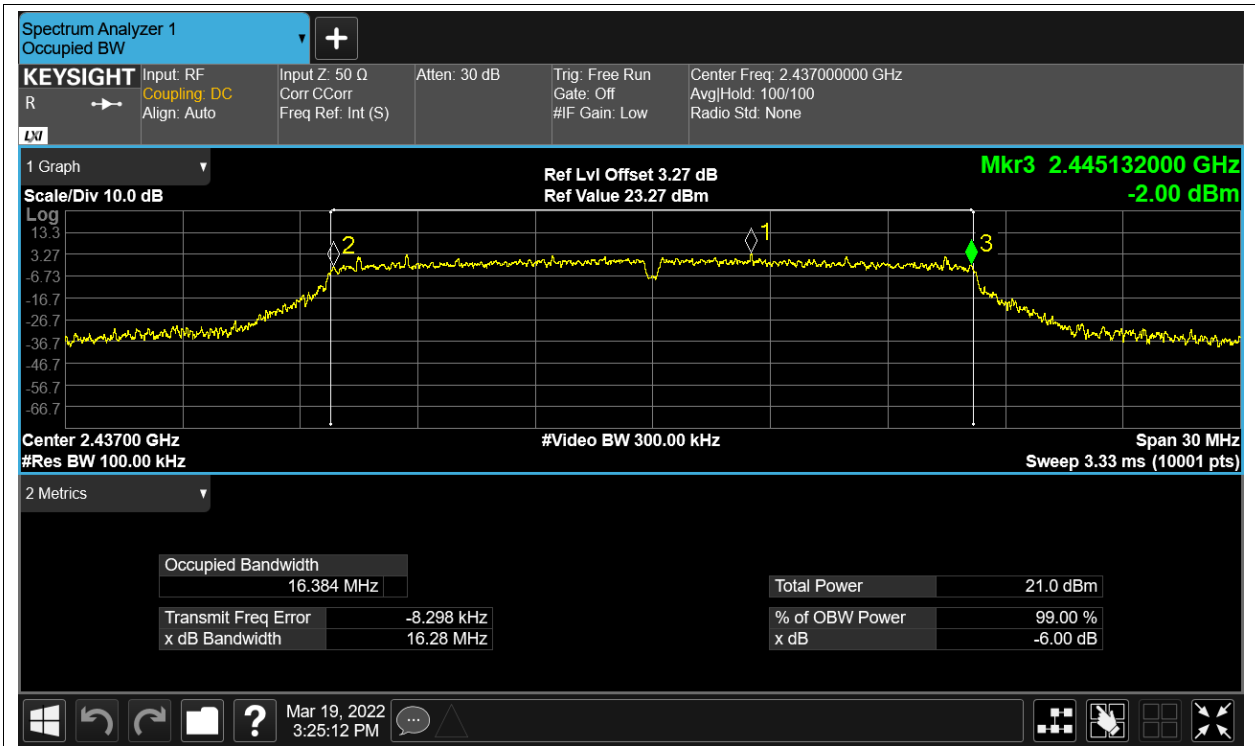 Spectrum Analyzer 1
Occupied BW
KEYSIGHT
R
LXI
Input: RF
Coupling: DC
Align: Auto
Input Z: 50 Ω
Corr CCorr
Freq Ref: Int (S)
Atten: 30 dB
Trig: Free Run
Gate: Off
#IF Gain: Low
Center Freq: 2.437000000 GHz
Avg|Hold: 100/100
Radio Std: None
1 Graph
Scale/Div 10.0 dB
Ref Lvl Offset 3.27 dB
Ref Value 23.27 dBm
Mkr3 2.445132000 GHz
-2.00 dBm
Log
13.3
3.27
-6.73
-16.7
-26.7
-36.7
-46.7
-56.7
-66.7
2
1
3
Center 2.43700 GHz
#Res BW 100.00 kHz
#Video BW 300.00 kHz
Span 30 MHz
Sweep 3.33 ms (10001 pts)
2 Metrics
Occupied Bandwidth
16.384 MHz
Transmit Freq Error -8.298 kHz
x dB Bandwidth 16.28 MHz
Total Power 21.0 dBm
% of OBW Power 99.00 %
x dB -6.00 dB
Mar 19, 2022
3:25:12 PM